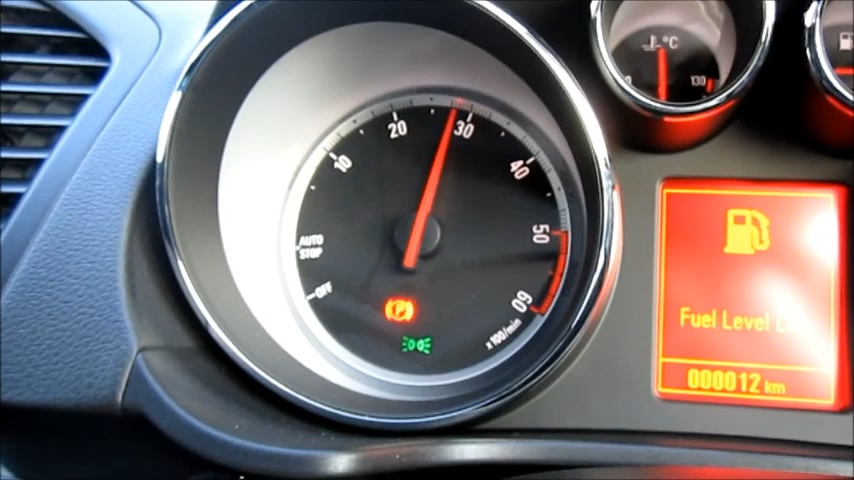 10
20
30
40
50
60
AUTO
STOP
OFF
x100/min
P
°C
130
Fuel Level
000012 km